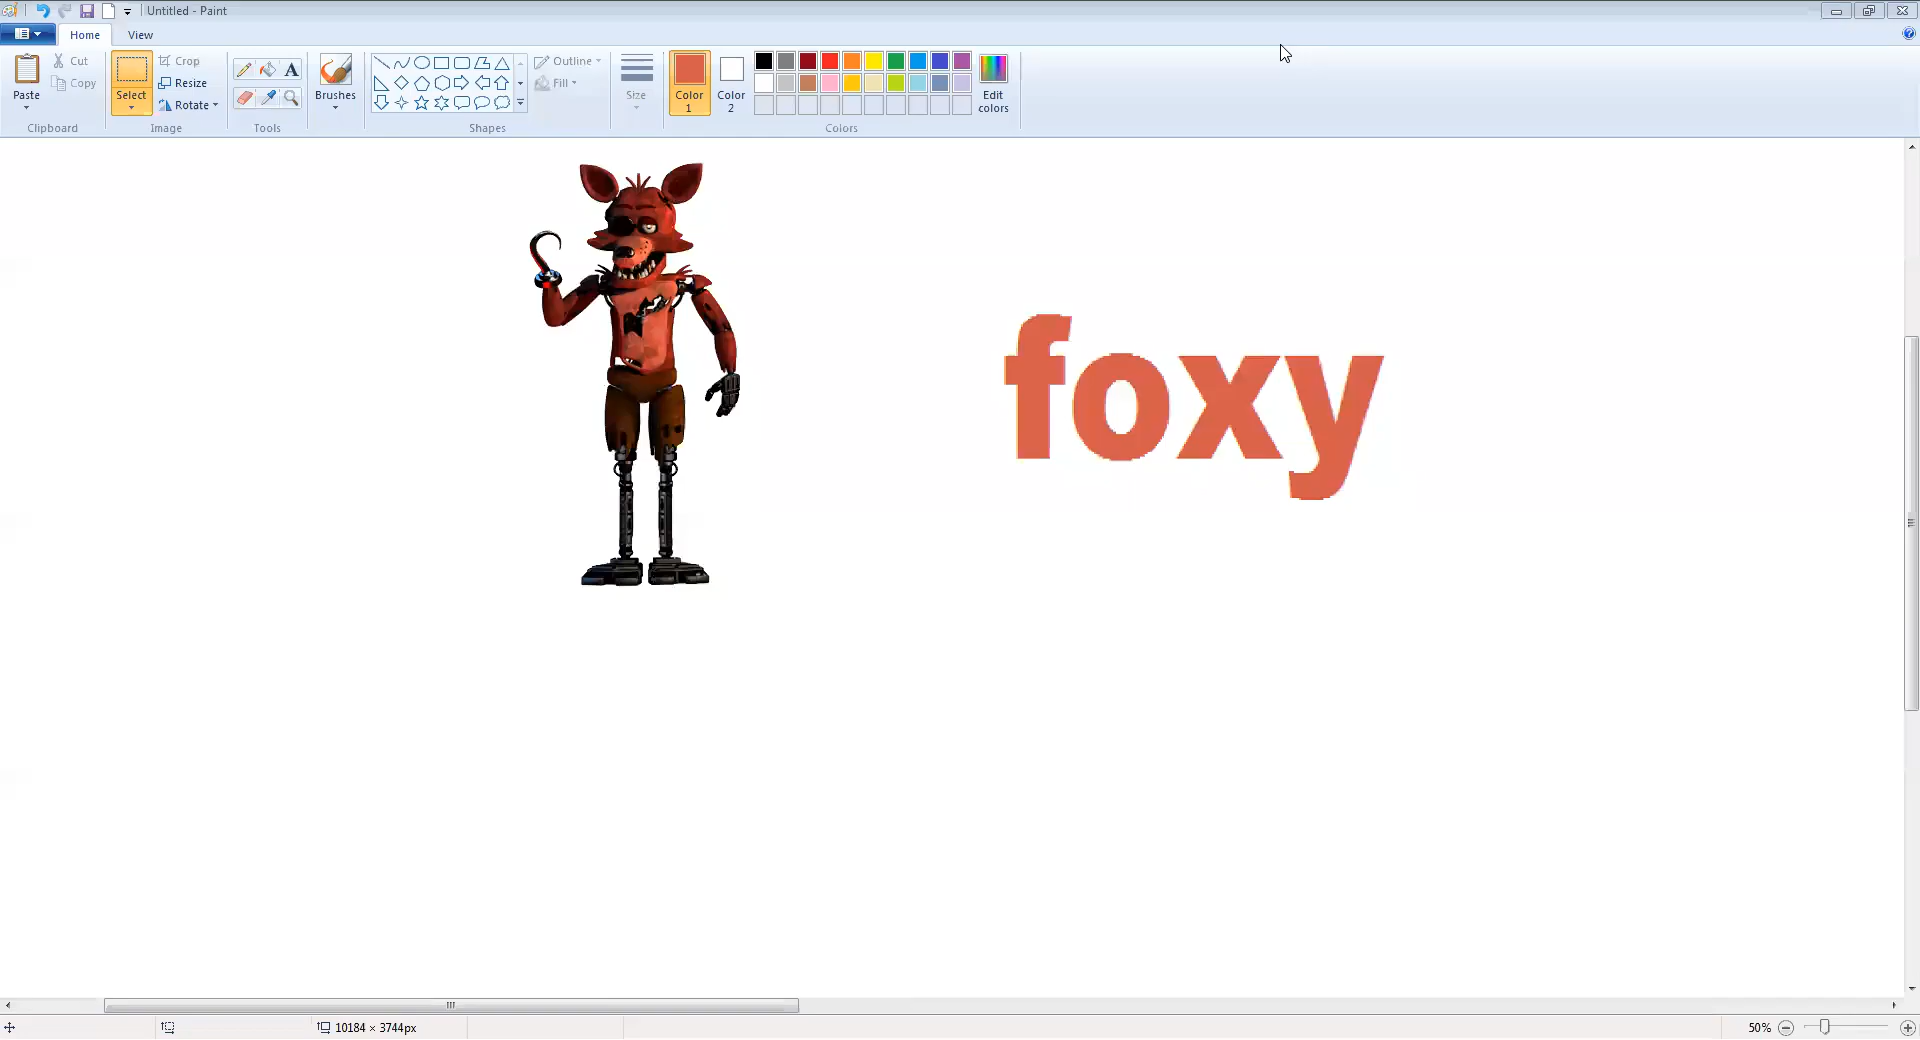 Untitled - Paint
Home View
Paste Cut Copy Select Crop Resize Rotate A Brushes Outline Fill Size Color 1 Color 2 Edit colors
Clipboard Image Tools Shapes Colors
foxy
10184 × 3744px 50%